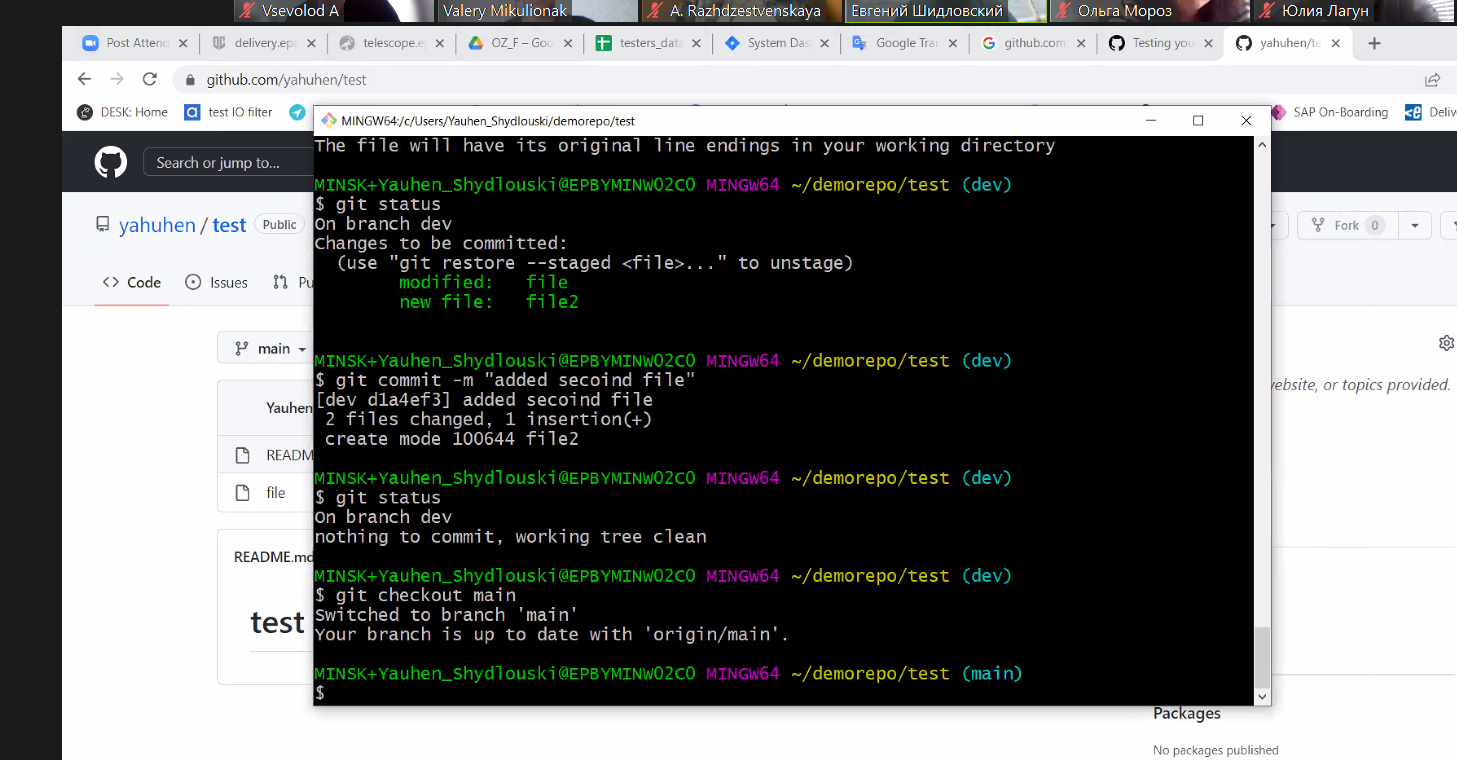 Vsevolod A Valery Mikulionak A. Razhdzestvenskaya Евгений Шидловский Ольга Мороз Юлия Лагун
Post Attend delivery.epa telescope.e OZ_F – Goo testers_data System Das Google Tran github.com Testing you yahuhen/te
github.com/yahuhen/test
DESK: Home test IO filter SAP On-Boarding Deliv
MINGW64:/c/Users/Yauhen_Shydlouski/demorepo/test
Search or jump to...
yahuhen / test Public
Fork 0
Code Issues Pu
main
ebsite, or topics provided.
Yauhen
READM
file
README.md
test
Packages
No packages published
The file will have its original line endings in your working directory
MINSK+Yauhen_Shydlouski@EPBYMINW02C0 MINGW64 ~/demorepo/test (dev)
$ git status
On branch dev
Changes to be committed:
(use "git restore --staged <file>..." to unstage)
modified: file
new file: file2
MINSK+Yauhen_Shydlouski@EPBYMINW02C0 MINGW64 ~/demorepo/test (dev)
$ git commit -m "added secoind file"
[dev d1a4ef3] added secoind file
2 files changed, 1 insertion(+)
create mode 100644 file2
MINSK+Yauhen_Shydlouski@EPBYMINW02C0 MINGW64 ~/demorepo/test (dev)
$ git status
On branch dev
nothing to commit, working tree clean
MINSK+Yauhen_Shydlouski@EPBYMINW02C0 MINGW64 ~/demorepo/test (dev)
$ git checkout main
Switched to branch 'main'
Your branch is up to date with 'origin/main'.
MINSK+Yauhen_Shydlouski@EPBYMINW02C0 MINGW64 ~/demorepo/test (main)
$